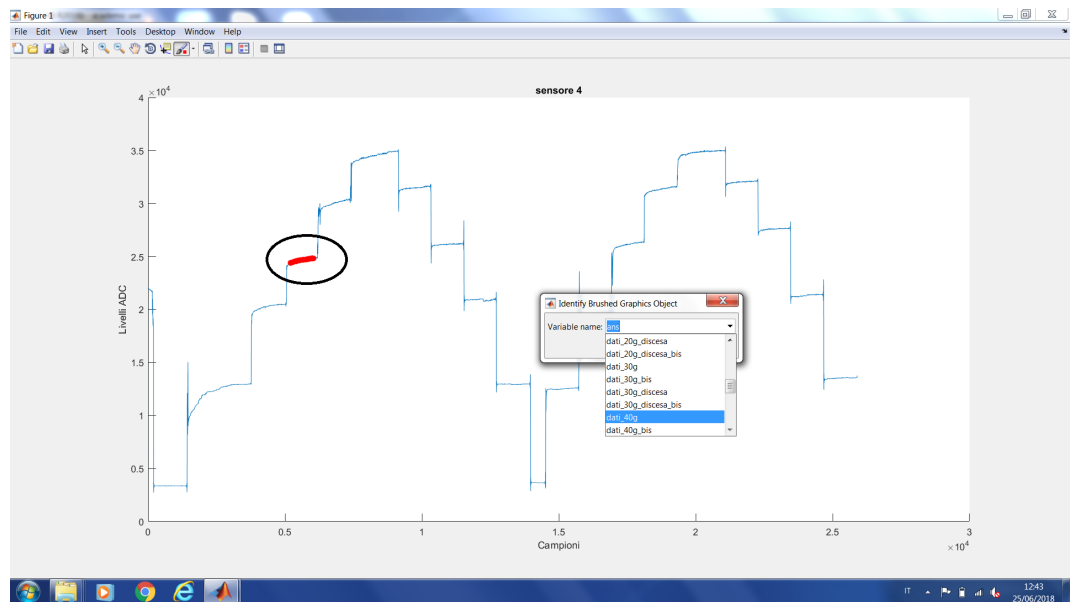 Figure 1
File Edit View Insert Tools Desktop Window Help
sensore 4
×10⁴
4
3.5
3
2.5
2
1.5
1
0.5
0
Livelli ADC
0 0.5 1 1.5 2 2.5 3
Campioni
×10⁴
Identify Brushed Graphics Object
Variable name: ans
dati_20g_discesa
dati_20g_discesa_bis
dati_30g
dati_30g_bis
dati_30g_discesa
dati_30g_discesa_bis
dati_40g
dati_40g_bis
IT
12:43
25/06/2018